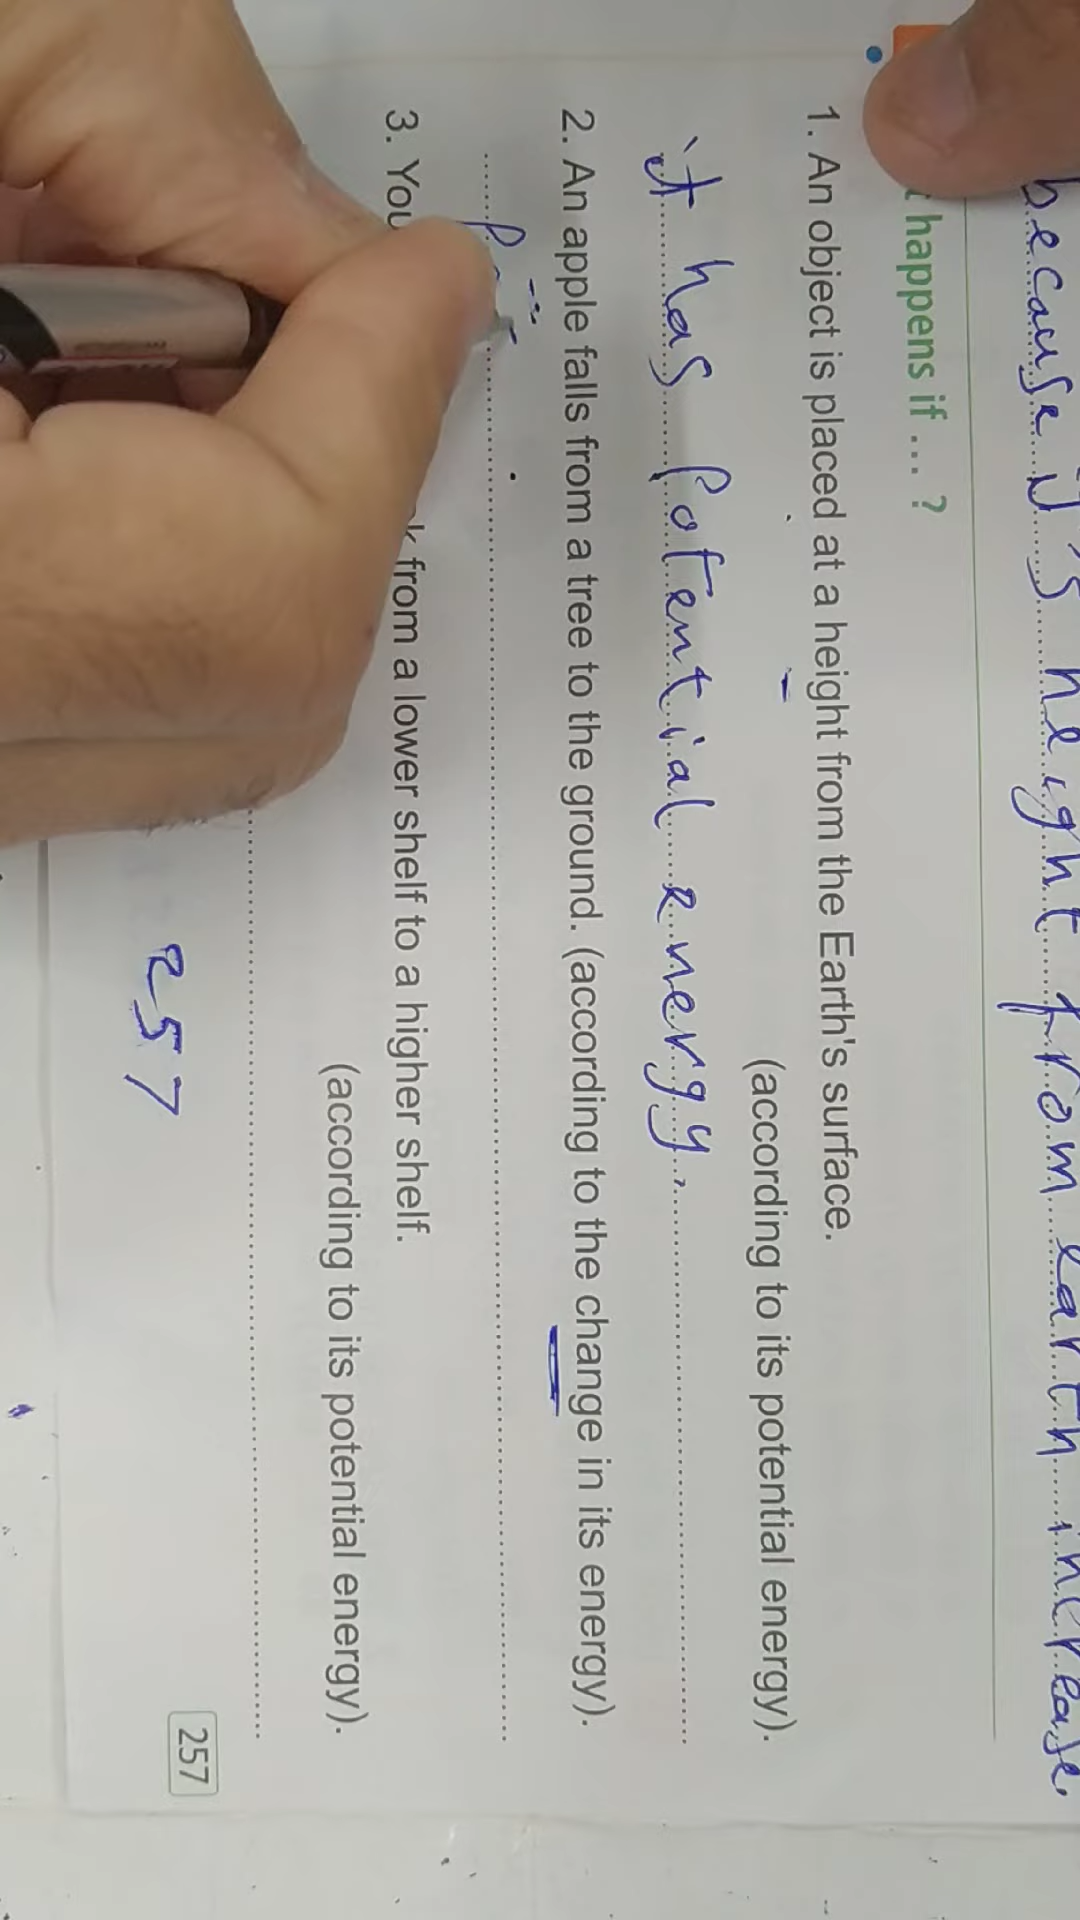 because it's height from earth increase.
happens if ... ?
1. An object is placed at a height from the Earth's surface.
(according to its potential energy).
it has potential energy.
2. An apple falls from a tree to the ground. (according to the change in its energy).
3. You from a lower shelf to a higher shelf.
(according to its potential energy).
257
257